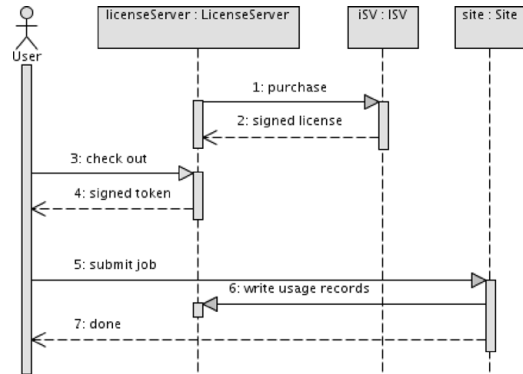 licenseServer : LicenseServer
iSV : ISV
site : Site
User
1: purchase
2: signed license
3: check out
4: signed token
5: submit job
6: write usage records
7: done